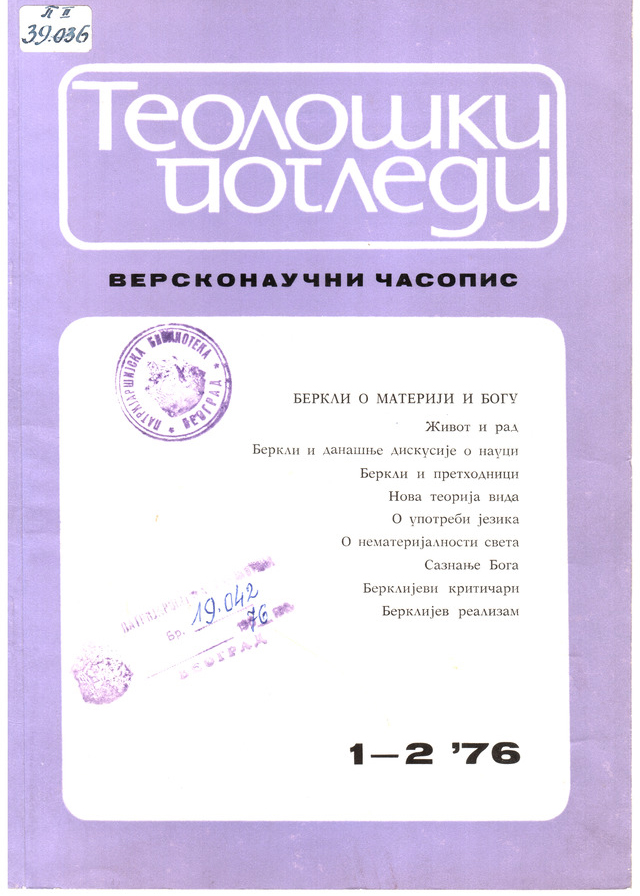 П II
39.036
Теолошки
погледи
ВЕРСКОНАУЧНИ ЧАСОПИС
ПАТРИЈАРШИЈСКА БИБЛИОТЕКА
* БЕОГРАД *
БЕРКЛИ О МАТЕРИЈИ И БОГУ
Живот и рад
Беркли и данашње дискусије о науци
Беркли и претходници
Нова теорија вида
О употреби језика
О нематеријалности света
Сазнање Бога
Берклијеви критичари
Берклијев реализам
Бр. 19.042
76
БЕОГРАД
1—2 '76